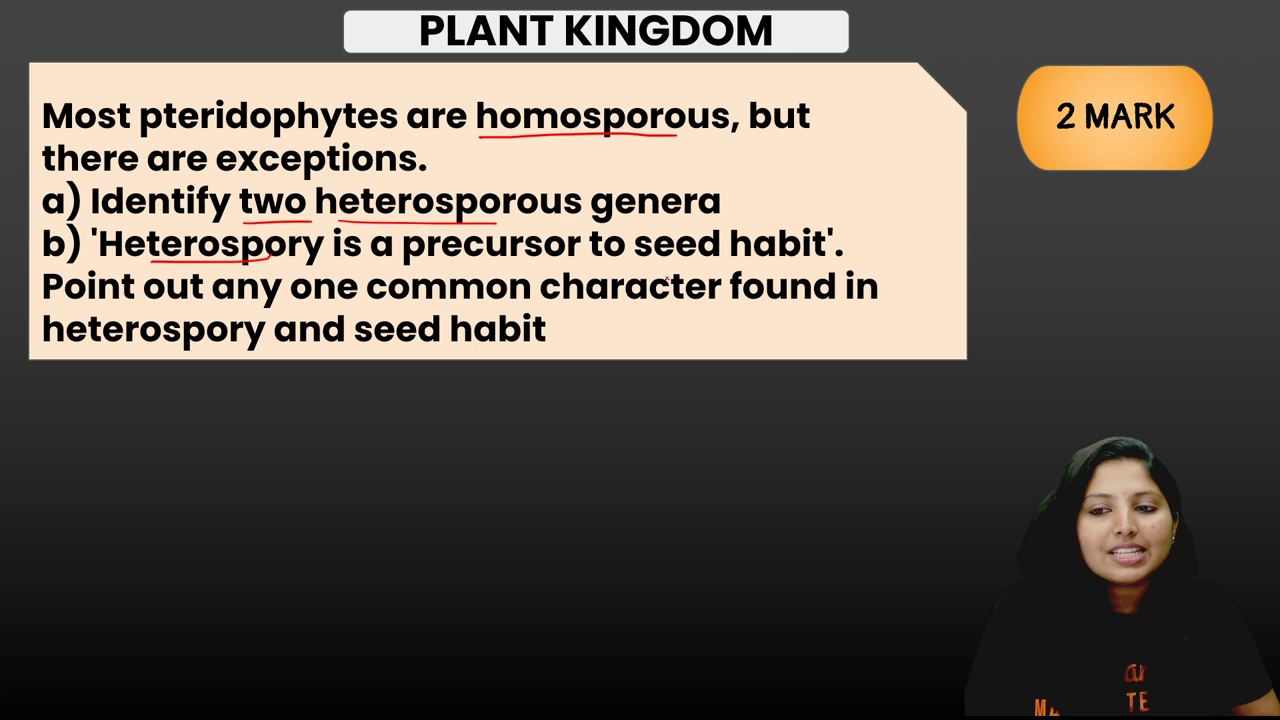 PLANT KINGDOM
Most pteridophytes are homosporous, but
there are exceptions.
a) Identify two heterosporous genera
b) 'Heterospory is a precursor to seed habit'.
Point out any one common character found in
heterospory and seed habit
2 MARK